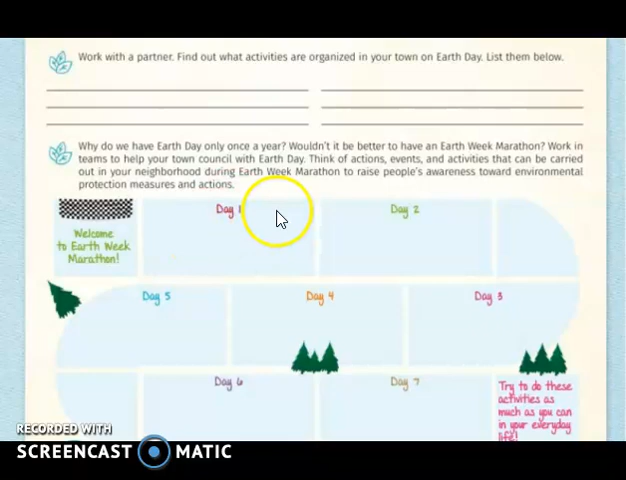 Work with a partner. Find out what activities are organized in your town on Earth Day. List them below.
Why do we have Earth Day only once a year? Wouldn't it be better to have an Earth Week Marathon? Work in
teams to help your town council with Earth Day. Think of actions, events, and activities that can be carried
out in your neighborhood during Earth Week Marathon to raise people's awareness toward environmental
protection measures and actions.
Welcome
to Earth Week
Marathon!
Day 1
Day 2
Day 5
Day 4
Day 3
Day 6
Day 7
Try to do these
activities as
much as you can
in your everyday
life!
RECORDED WITH
SCREENCAST MATIC